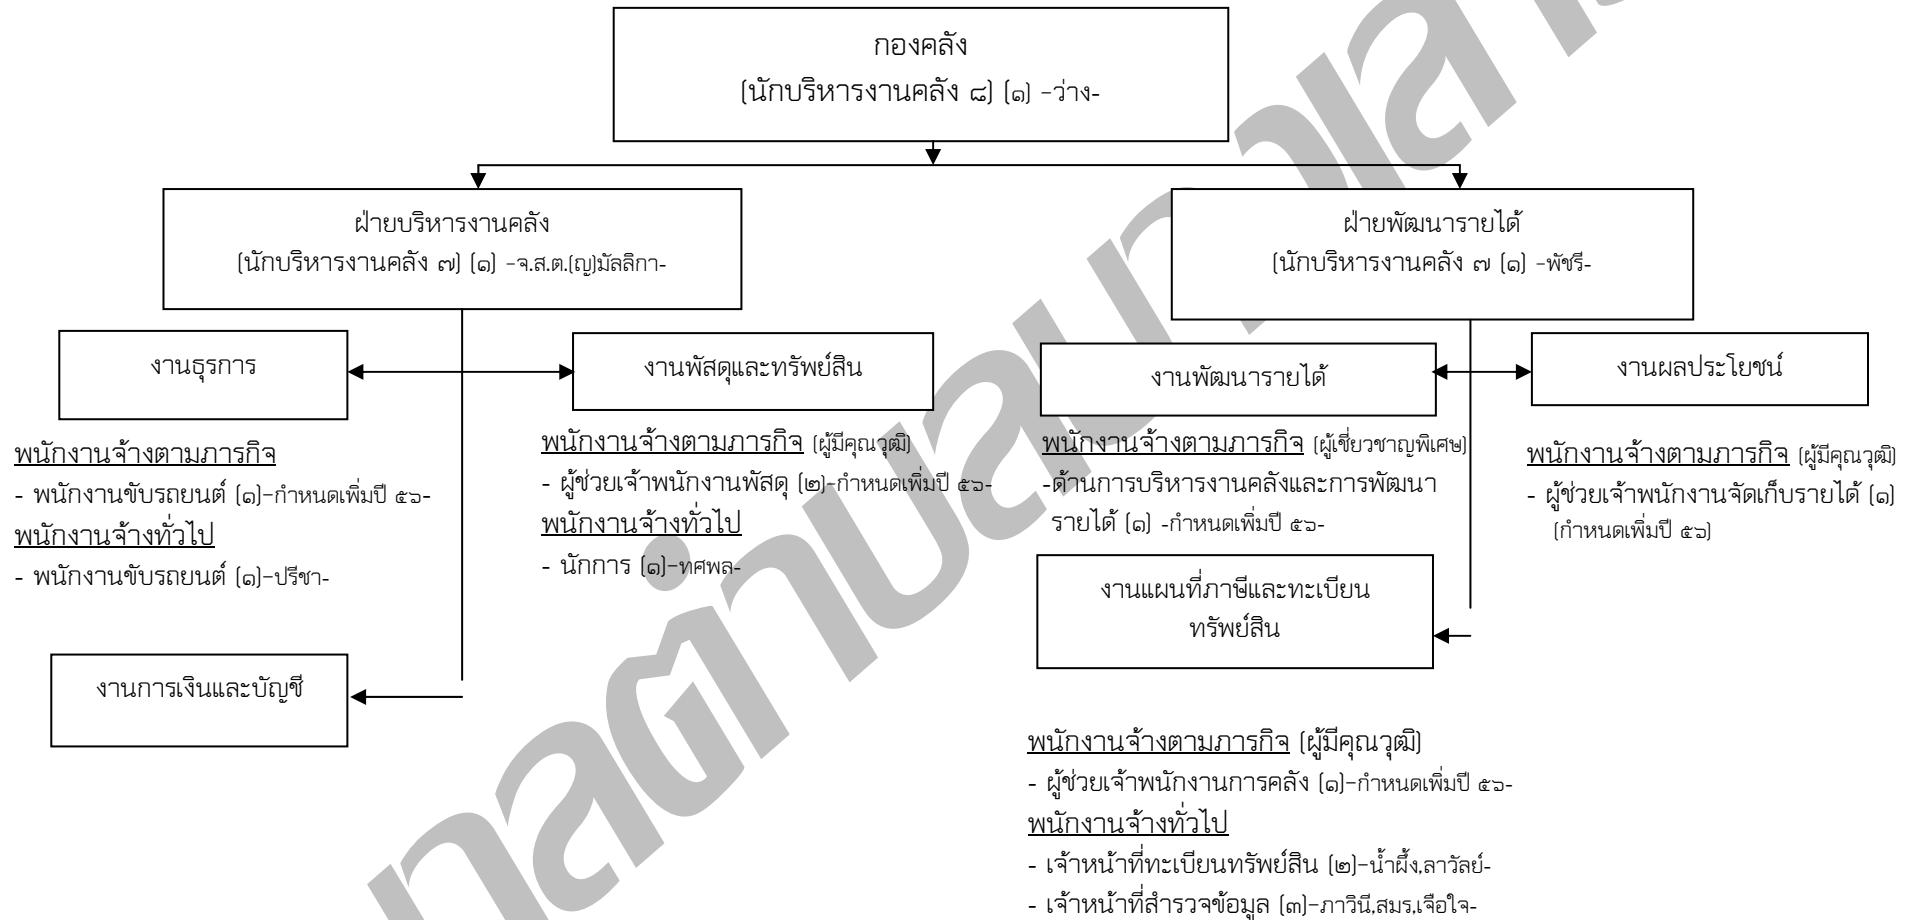 กองคลัง
(นักบริหารงานคลัง ๘) (๑) -ว่าง-
ฝ่ายบริหารงานคลัง
(นักบริหารงานคลัง ๗) (๑) -จ.ส.ต.(ญ)มัลลิกา-
ฝ่ายพัฒนารายได้
(นักบริหารงานคลัง ๗ (๑) -พัชรี-
งานธุรการ
งานพัสดุและทรัพย์สิน
งานพัฒนารายได้
งานผลประโยชน์
พนักงานจ้างตามภารกิจ
- พนักงานขับรถยนต์ (๑)-กำหนดเพิ่มปี ๕๖-
พนักงานจ้างทั่วไป
- พนักงานขับรถยนต์ (๑)-ปรีชา-
พนักงานจ้างตามภารกิจ (ผู้มีคุณวุฒิ)
- ผู้ช่วยเจ้าพนักงานพัสดุ (๒)-กำหนดเพิ่มปี ๕๖-
พนักงานจ้างทั่วไป
- นักการ (๑)-ทศพล-
พนักงานจ้างตามภารกิจ (ผู้เชี่ยวชาญพิเศษ)
-ด้านการบริหารงานคลังและการพัฒนา
รายได้ (๑) -กำหนดเพิ่มปี ๕๖-
พนักงานจ้างตามภารกิจ (ผู้มีคุณวุฒิ)
- ผู้ช่วยเจ้าพนักงานจัดเก็บรายได้ (๑)
(กำหนดเพิ่มปี ๕๖)
งานแผนที่ภาษีและทะเบียน
ทรัพย์สิน
งานการเงินและบัญชี
พนักงานจ้างตามภารกิจ (ผู้มีคุณวุฒิ)
- ผู้ช่วยเจ้าพนักงานการคลัง (๑)-กำหนดเพิ่มปี ๕๖-
พนักงานจ้างทั่วไป
- เจ้าหน้าที่ทะเบียนทรัพย์สิน (๒)-น้ำผึ้ง,ลาวัลย์-
- เจ้าหน้าที่สำรวจข้อมูล (๓)-ภาวินี,สมร,เจือใจ-